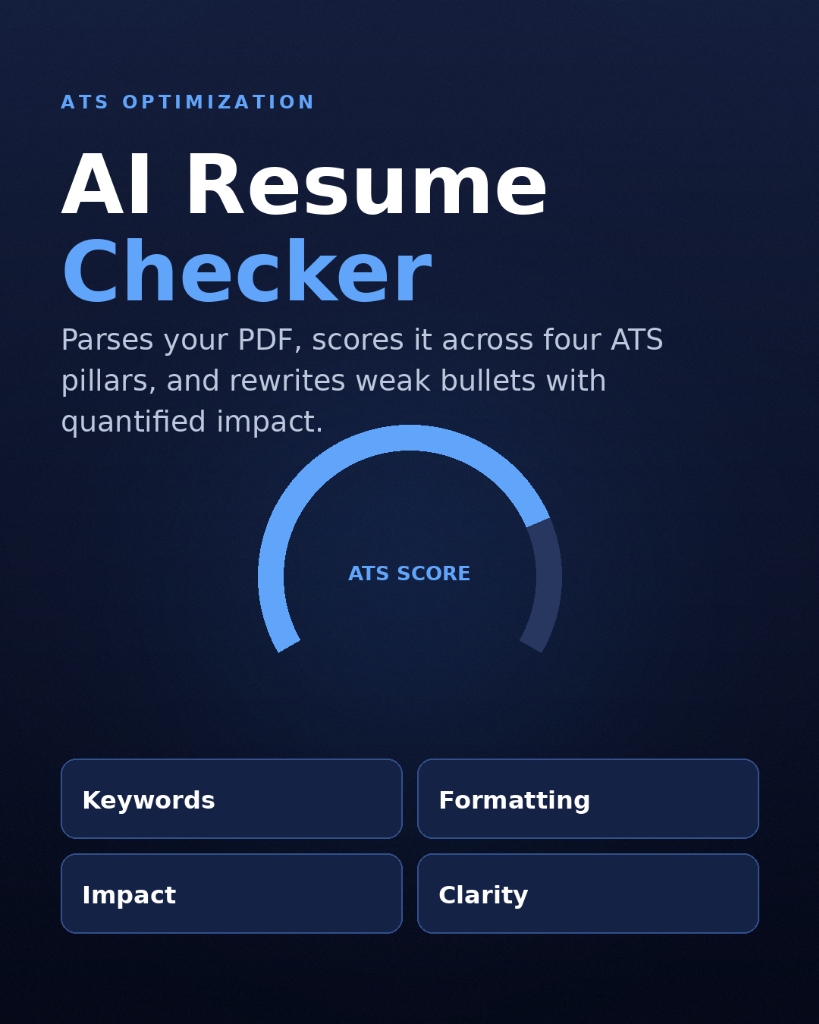 ATS OPTIMIZATION
AI Resume
Checker
Parses your PDF, scores it across four ATS
pillars, and rewrites weak bullets with
quantified impact.
ATS SCORE
Keywords
Formatting
Impact
Clarity